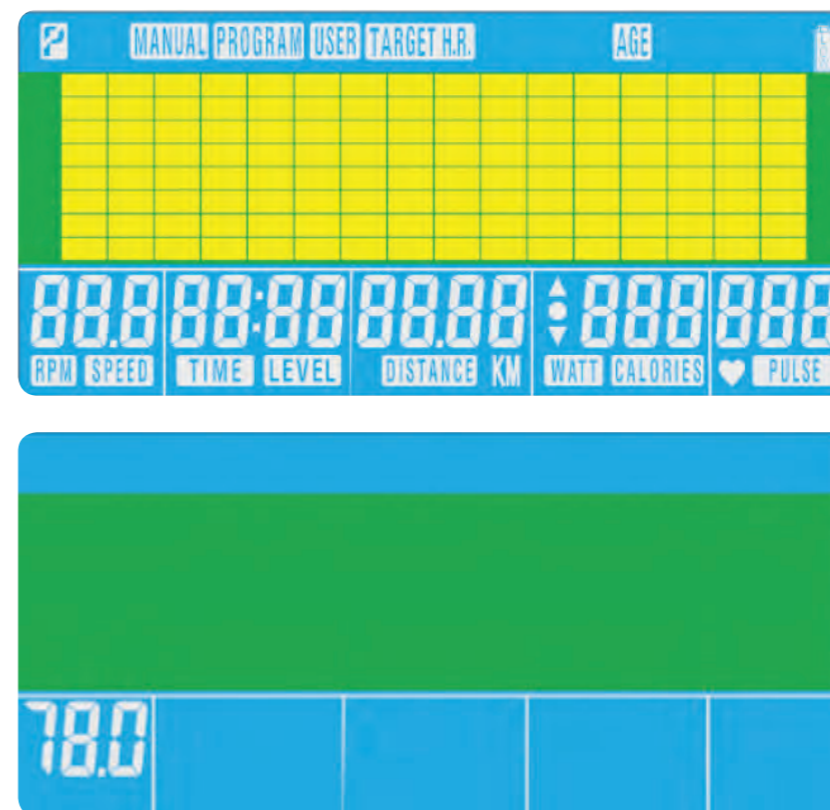 P MANUAL PROGRAM USER TARGET H.R. AGE
88.8 88:88 88.88 888 888
RPM SPEED TIME LEVEL DISTANCE KM WATT CALORIES PULSE
78.0